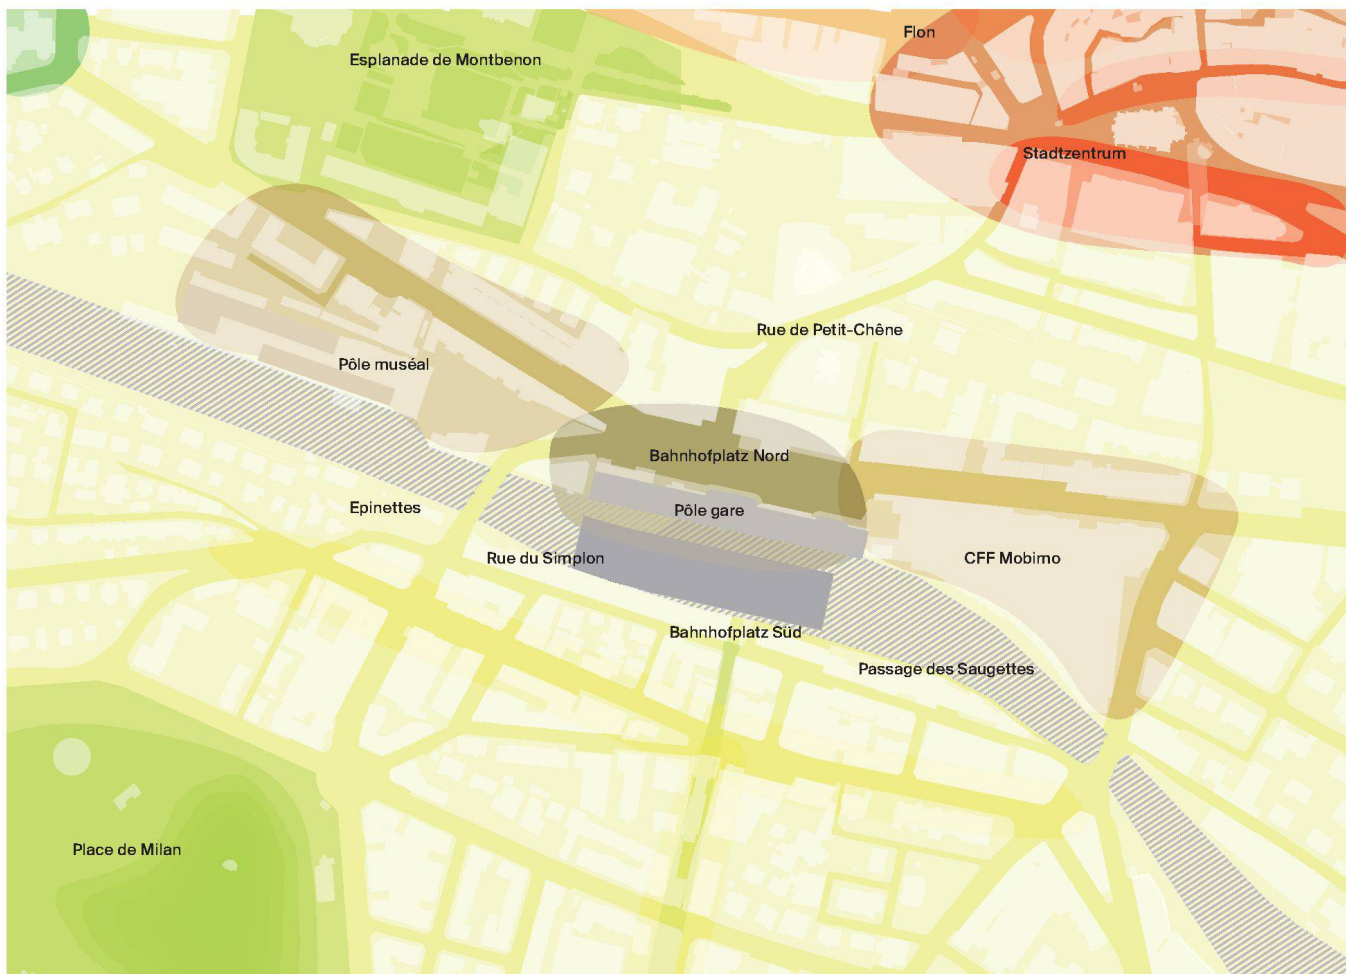 Flon
Esplanade de Montbenon
Stadtzentrum
Rue de Petit-Chêne
Pôle muséal
Bahnhofplatz Nord
Epinettes
Pôle gare
Rue du Simplon
CFF Mobimo
Bahnhofplatz Süd
Passage des Saugettes
Place de Milan